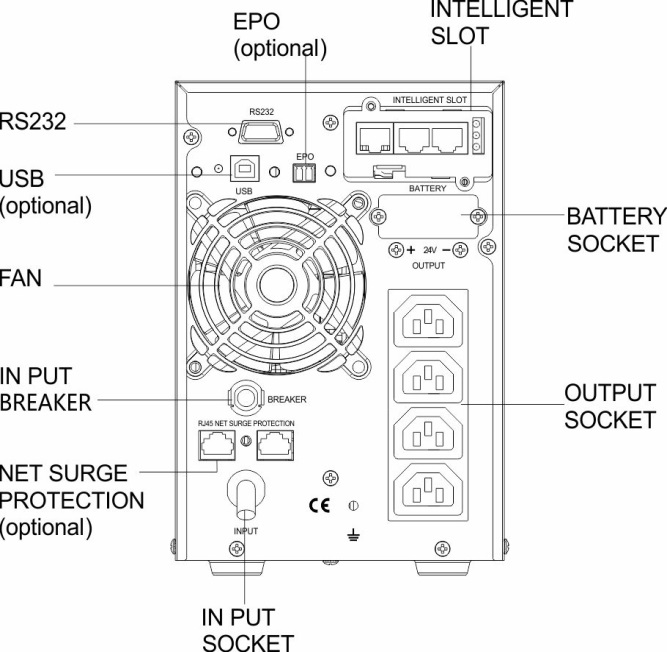 INTELLIGENT
SLOT
EPO
(optional)
INTELLIGENT SLOT
RS232
RS232
EPO
USB
USB
(optional)
BATTERY
BATTERY
SOCKET
+ 24V −
OUTPUT
FAN
IN PUT
BREAKER
BREAKER
OUTPUT
SOCKET
RJ45 NET SURGE PROTECTION
NET SURGE
PROTECTION
(optional)
CE
INPUT
IN PUT
SOCKET